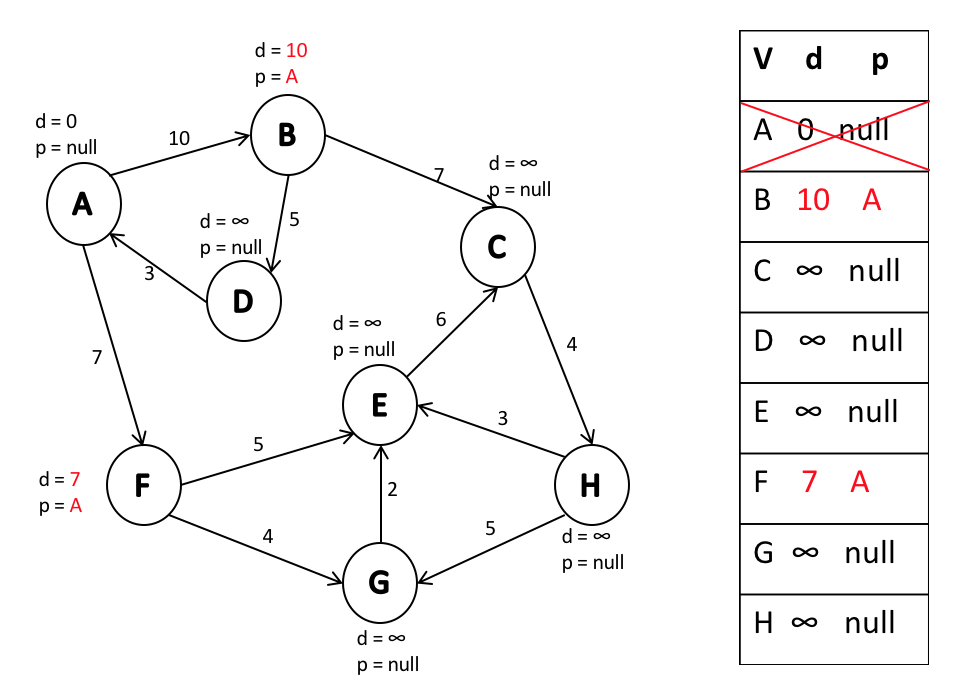 d = 10
p = A
d = 0
p = null
10
B
7
d = ∞
p = null
A
d = ∞
p = null
5
C
3
D
d = ∞
p = null
6
4
7
E
3
5
d = 7
p = A
F
2
H
4
5
d = ∞
p = null
G
d = ∞
p = null
V d p
A 0 null
B 10 A
C ∞ null
D ∞ null
E ∞ null
F 7 A
G ∞ null
H ∞ null